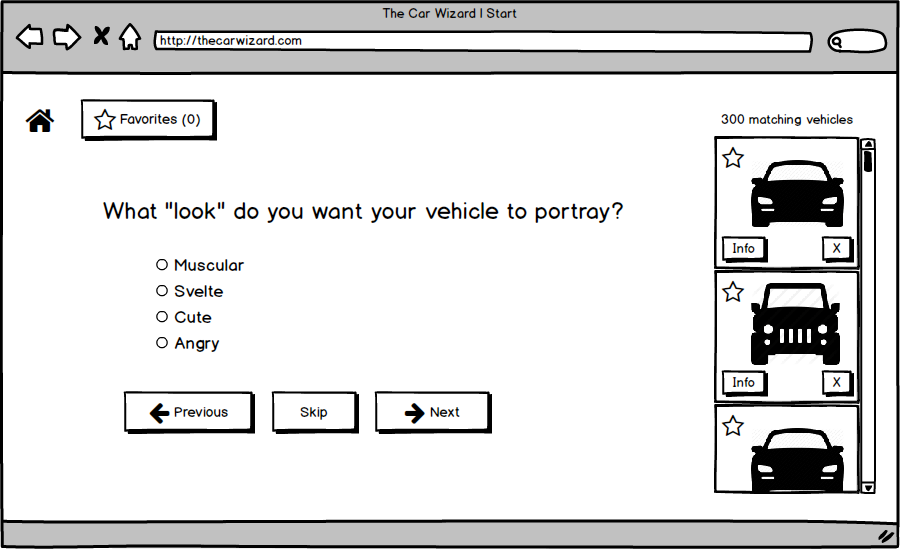 The Car Wizard | Start
http://thecarwizard.com
Favorites (0)
300 matching vehicles
What "look" do you want your vehicle to portray?
Muscular
Svelte
Cute
Angry
Previous
Skip
Next
Info
X
Info
X